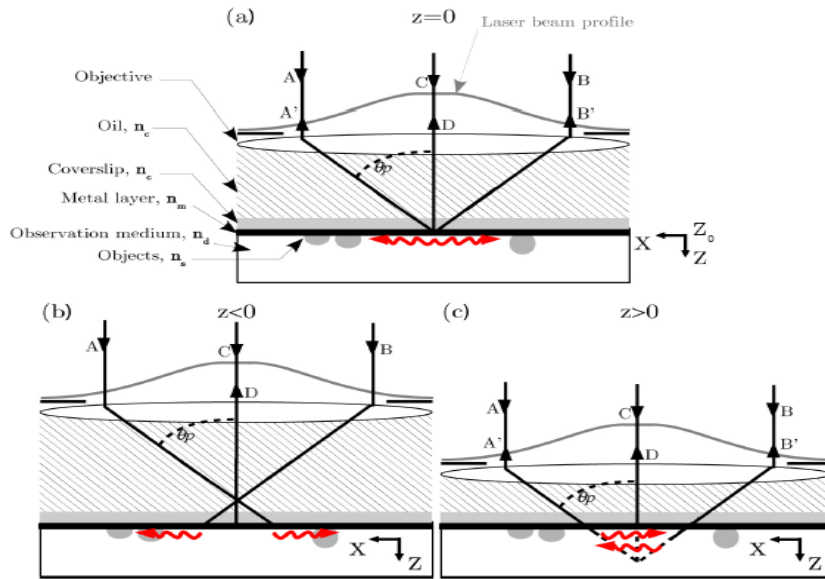 (a)
z=0
Laser beam profile
A
C
B
Objective
A'
D
B'
Oil, n_c
θp
Coverslip, n_c
Metal layer, n_m
Observation medium, n_d
X
Z_0
Objects, n_s
Z
(b)
z<0
(c)
z>0
A
C
B
D
θp
X
Z
A
C
B
A'
D
B'
θp
X
Z